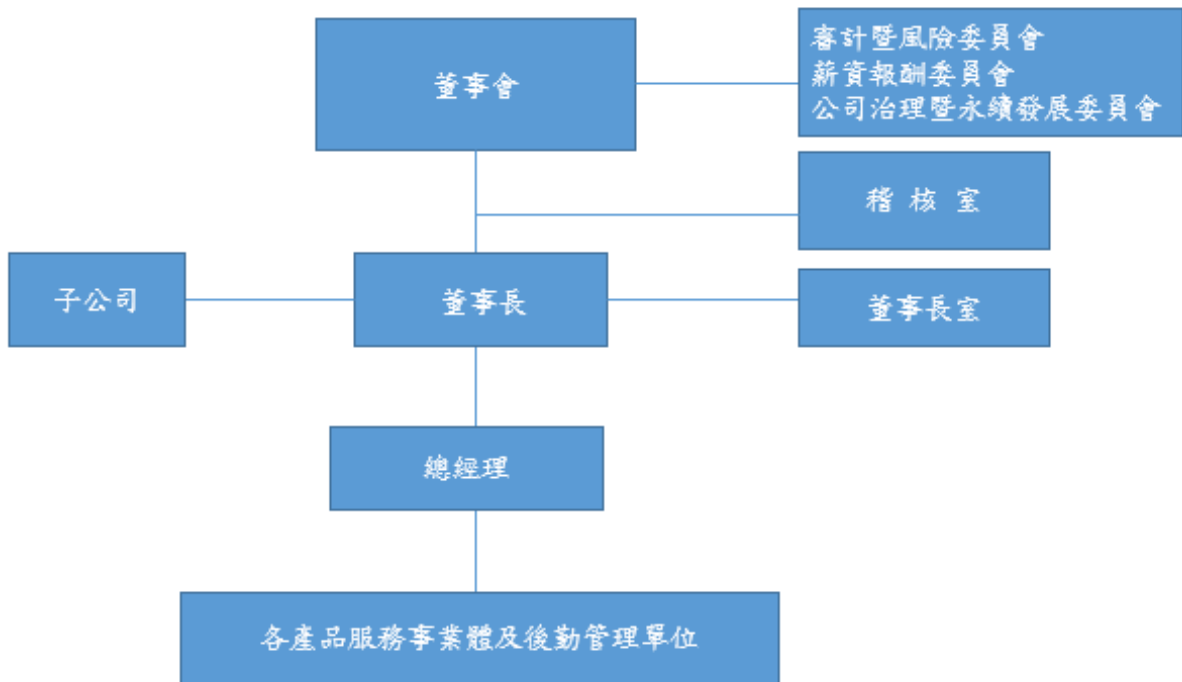 董事會
審計暨風險委員會
薪資報酬委員會
公司治理暨永續發展委員會
稽 核 室
子公司
董事長
董事長室
總經理
各產品服務事業體及後勤管理單位